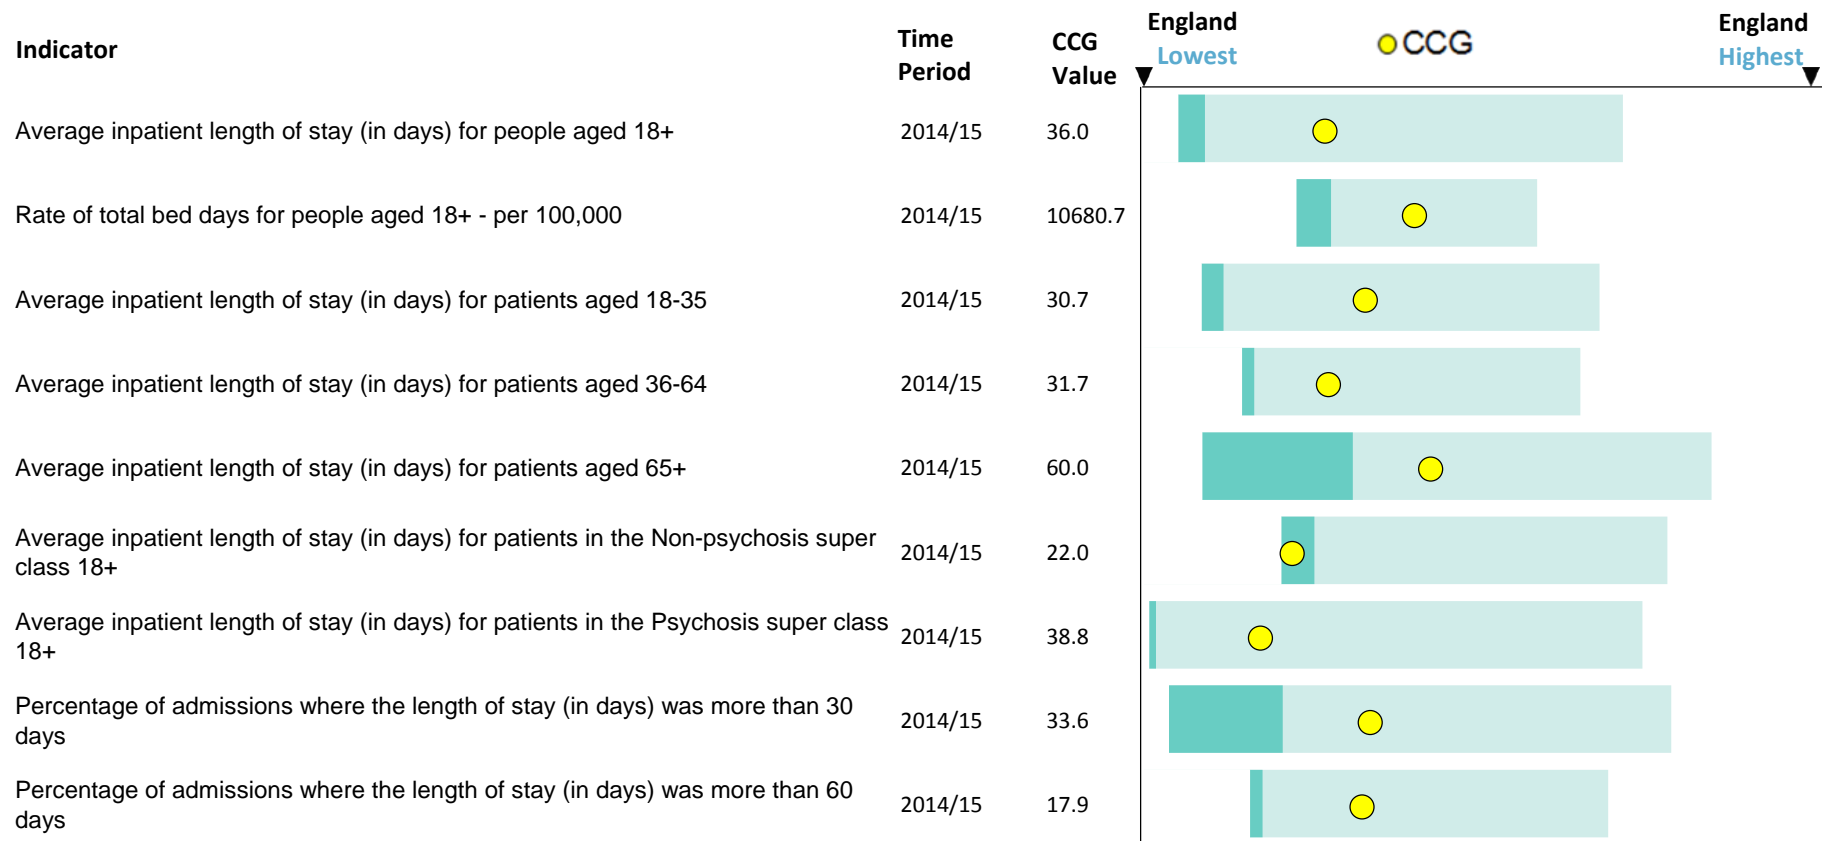 Indicator
Time
Period
CCG
Value
England
Lowest
CCG
England
Highest
Average inpatient length of stay (in days) for people aged 18+ 2014/15 36.0
Rate of total bed days for people aged 18+ - per 100,000 2014/15 10680.7
Average inpatient length of stay (in days) for patients aged 18-35 2014/15 30.7
Average inpatient length of stay (in days) for patients aged 36-64 2014/15 31.7
Average inpatient length of stay (in days) for patients aged 65+ 2014/15 60.0
Average inpatient length of stay (in days) for patients in the Non-psychosis super
class 18+
2014/15 22.0
Average inpatient length of stay (in days) for patients in the Psychosis super class
18+
2014/15 38.8
Percentage of admissions where the length of stay (in days) was more than 30
days
2014/15 33.6
Percentage of admissions where the length of stay (in days) was more than 60
days
2014/15 17.9